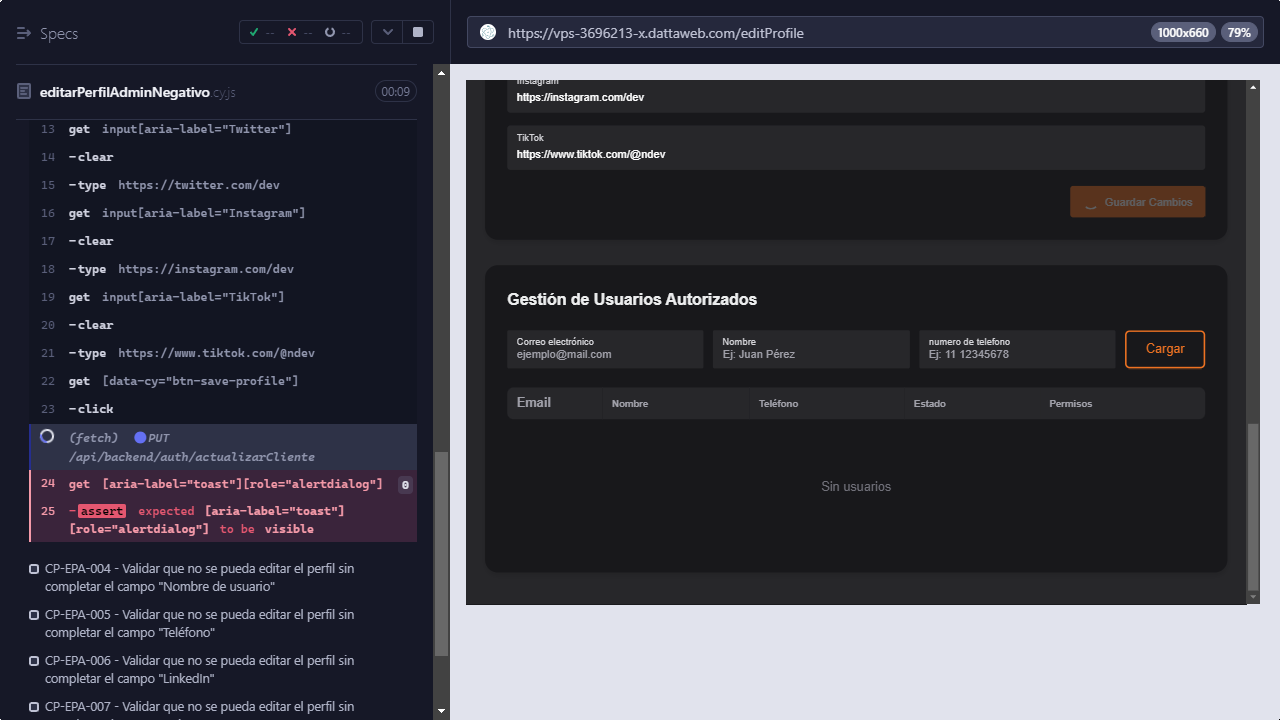 Specs
--
--
--
https://vps-3696213-x.dattaweb.com/editProfile
1000x660
79%
editarPerfilAdminNegativo.cy.js
00:09
13 get input[aria-label="Twitter"]
14 -clear
15 -type https://twitter.com/dev
16 get input[aria-label="Instagram"]
17 -clear
18 -type https://instagram.com/dev
19 get input[aria-label="TikTok"]
20 -clear
21 -type https://www.tiktok.com/@ndev
22 get [data-cy="btn-save-profile"]
23 -click
(fetch) PUT
/api/backend/auth/actualizarCliente
24 get [aria-label="toast"][role="alertdialog"] 0
25 -assert expected [aria-label="toast"]
[role="alertdialog"] to be visible
CP-EPA-004 - Validar que no se pueda editar el perfil sin
completar el campo "Nombre de usuario"
CP-EPA-005 - Validar que no se pueda editar el perfil sin
completar el campo "Teléfono"
CP-EPA-006 - Validar que no se pueda editar el perfil sin
completar el campo "LinkedIn"
CP-EPA-007 - Validar que no se pueda editar el perfil sin
Instagram
https://instagram.com/dev
TikTok
https://www.tiktok.com/@ndev
Guardar Cambios
Gestión de Usuarios Autorizados
Correo electrónico
ejemplo@mail.com
Nombre
Ej: Juan Pérez
numero de telefono
Ej: 11 12345678
Cargar
Email Nombre Teléfono Estado Permisos
Sin usuarios